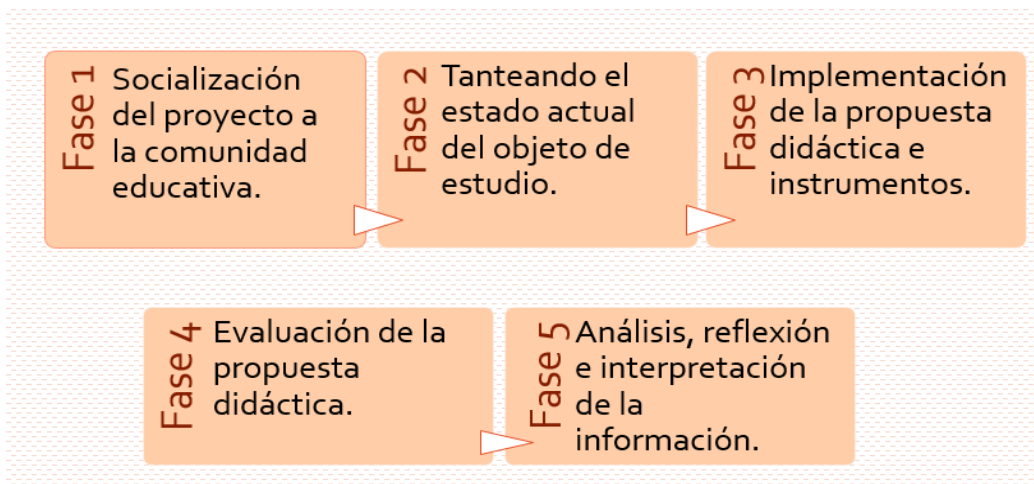 Fase 1
Socialización
del proyecto a
la comunidad
educativa.
Fase 2
Tanteando el
estado actual
del objeto de
estudio.
Fase 3
Implementación
de la propuesta
didáctica e
instrumentos.
Fase 4
Evaluación de la
propuesta
didáctica.
Fase 5
Análisis, reflexión
e interpretación
de la
información.